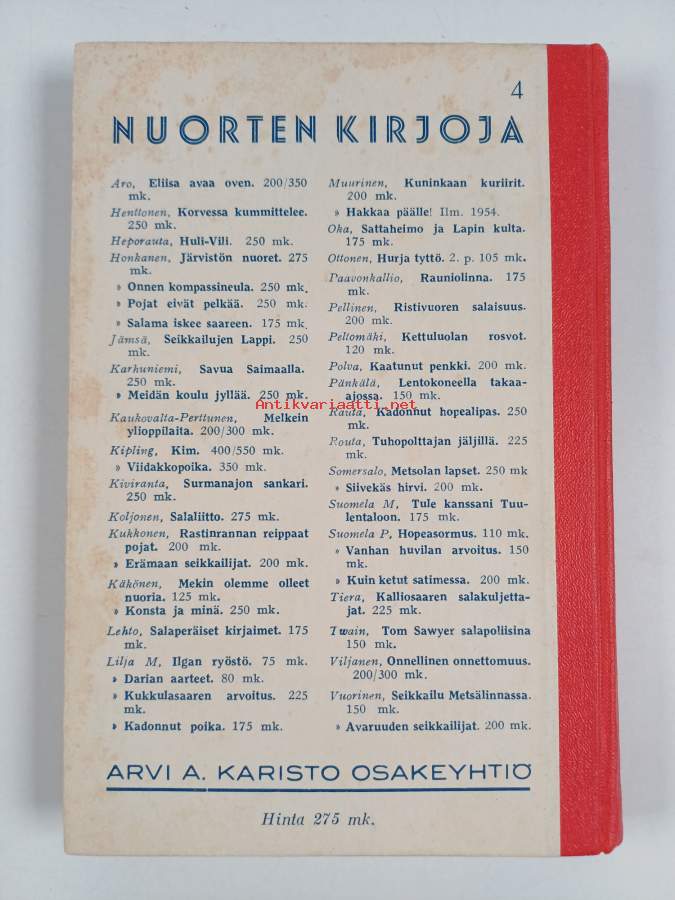 4
NUORTEN KIRJOJA
Aro, Eliisa avaa oven. 200/350
mk.
Henttonen, Korvessa kummittelee.
250 mk.
Heporauta, Huli-Vili. 250 mk.
Honkanen, Järvistön nuoret. 275
mk.
» Onnen kompassineula. 250 mk.
» Pojat eivät pelkää. 250 mk.
» Salama iskee saareen. 175 mk.
Jämsä, Seikkailujen Lappi. 250
mk.
Karhuniemi, Savua Saimaalla.
250 mk.
» Meidän koulu jyllää. 250 mk.
Kaukovalta-Perttunen, Melkein
ylioppilaita. 200/300 mk.
Kipling, Kim. 400/550 mk.
» Viidakkopoika. 350 mk.
Kiviranta, Surmanajon sankari.
250 mk.
Koljonen, Salaliitto. 275 mk.
Kukkonen, Rastinrannan reippaat
pojat. 200 mk.
» Erämaan seikkailijat. 200 mk.
Käkönen, Mekin olemme olleet
nuoria. 125 mk.
» Konsta ja minä. 250 mk.
Lehto, Salaperäiset kirjaimet. 175
mk.
Lilja M, Ilgan ryöstö. 75 mk.
» Darian aarteet. 80 mk.
» Kukkulasaaren arvoitus. 225
mk.
» Kadonnut poika. 175 mk.
Muurinen, Kuninkaan kuriirit.
200 mk.
» Hakkaa päälle! Ilm. 1954.
Oka, Sattaheimo ja Lapin kulta.
175 mk.
Ottonen, Hurja tyttö. 2. p. 105 mk.
Paavonkallio, Rauniolinna. 175
mk.
Pellinen, Ristivuoren salaisuus.
200 mk.
Peltomäki, Kettuluolan rosvot.
120 mk.
Polva, Kaatunut penkki. 200 mk.
Pänkälä, Lentokoneella takaa-
ajossa. 150 mk.
Rauta, Kadonnut hopealipas. 250
mk.
Routa, Tuhopolttajan jäljillä. 225
mk.
Somersalo, Metsolan lapset. 250 mk
» Siivekäs hirvi. 200 mk.
Suomela M, Tule kanssani Tuu-
lentaloon. 175 mk.
Suomela P, Hopeasormus. 110 mk.
» Vanhan huvilan arvoitus. 150
mk.
» Kuin ketut satimessa. 200 mk.
Tiera, Kalliosaaren salakuljetta-
jat. 225 mk.
Twain, Tom Sawyer salapoliisina
150 mk.
Viljanen, Onnellinen onnettomuus.
200/300 mk.
Vuorinen, Seikkailu Metsälinnassa.
150 mk.
» Avaruuden seikkailijat. 200 mk.
Antikvariaatti.net
ARVI A. KARISTO OSAKEYHTIÖ
Hinta 275 mk.